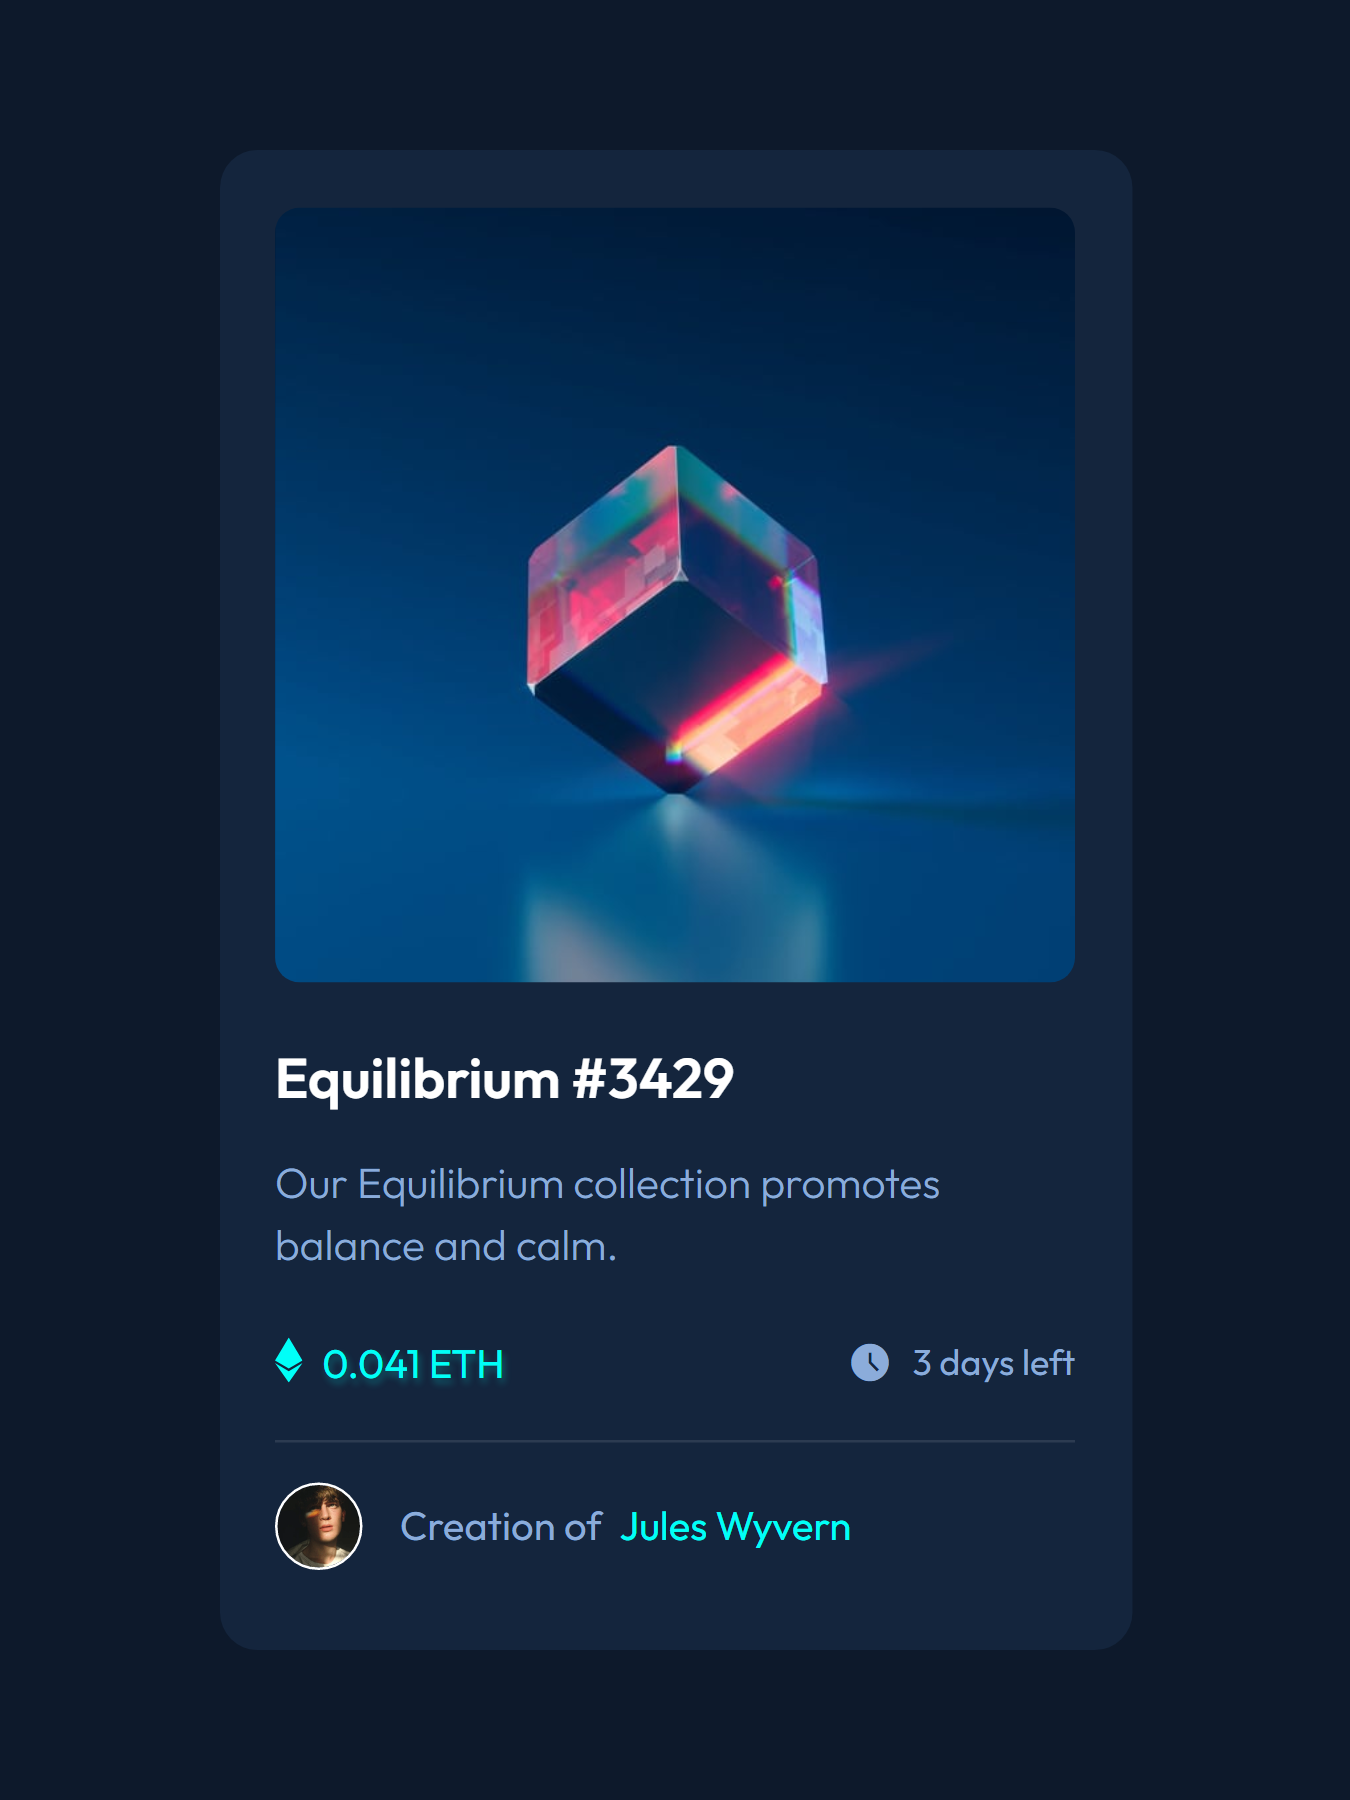 Equilibrium #3429
Our Equilibrium collection promotes
balance and calm.
0.041 ETH
3 days left
Creation of Jules Wyvern